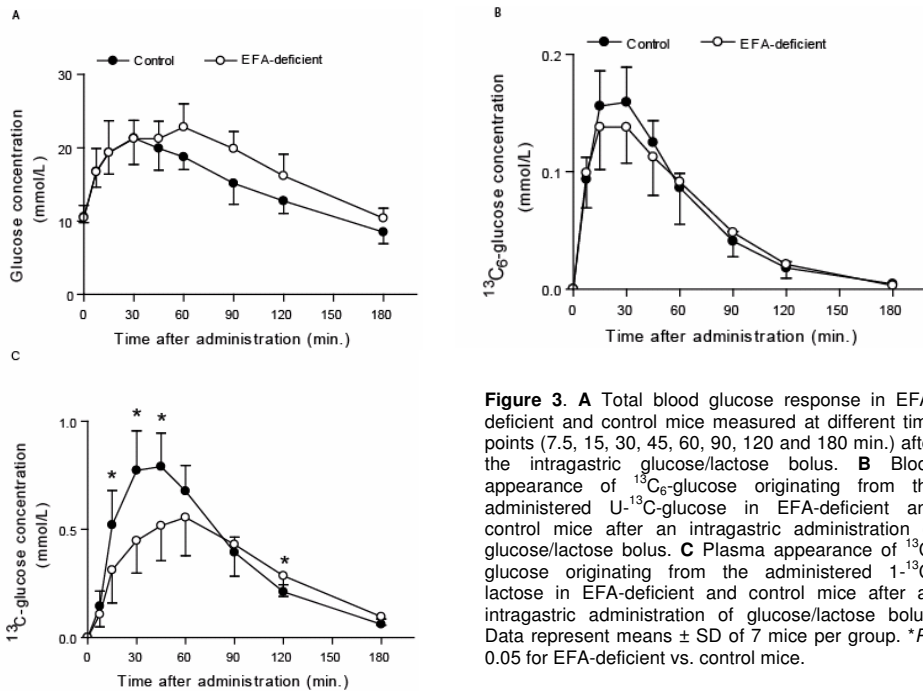 A
Control EFA-deficient
Glucose concentration
(mmol/L)
30
20
10
0
0 30 60 90 120 150 180
Time after administration (min.)
B
Control EFA-deficient
¹³C₆-glucose concentration
(mmol/L)
0.2
0.1
0.0
0 30 60 90 120 150 180
Time after administration (min.)
C
¹³C-glucose concentration
(mmol/L)
1.0
0.5
0.0
* * * *
0 30 60 90 120 150 180
Time after administration (min.)
Figure 3. A Total blood glucose response in EFA
deficient and control mice measured at different tim
points (7.5, 15, 30, 45, 60, 90, 120 and 180 min.) afte
the intragastric glucose/lactose bolus. B Bloo
appearance of ¹³C₆-glucose originating from th
administered U-¹³C-glucose in EFA-deficient an
control mice after an intragastric administration
glucose/lactose bolus. C Plasma appearance of ¹³C
glucose originating from the administered 1-¹³C
lactose in EFA-deficient and control mice after a
intragastric administration of glucose/lactose bolu
Data represent means ± SD of 7 mice per group. *P
0.05 for EFA-deficient vs. control mice.